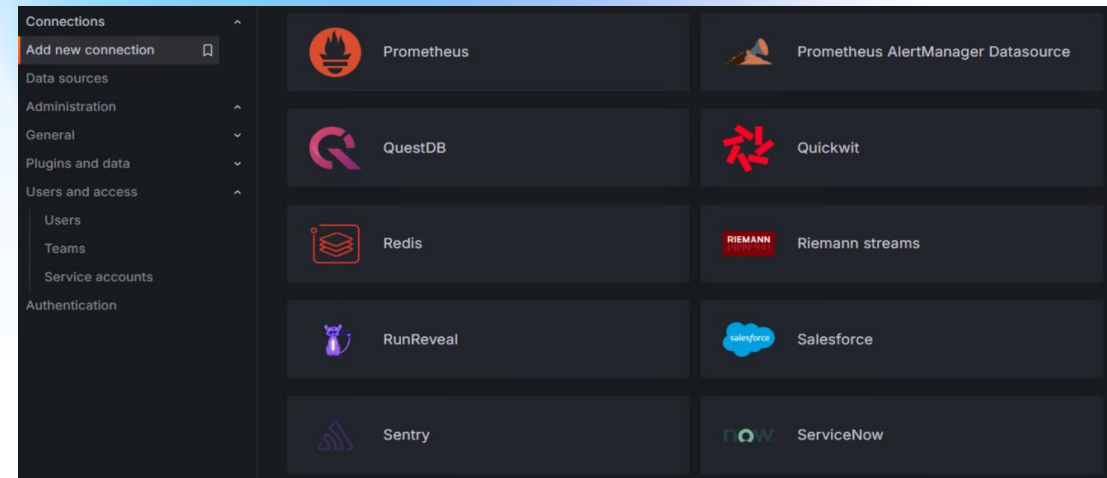 Connections
Add new connection
Data sources
Administration
General
Plugins and data
Users and access
Users
Teams
Service accounts
Authentication
Prometheus
Prometheus AlertManager Datasource
QuestDB
Quickwit
Redis
RIEMANN
Riemann streams
RunReveal
salesforce
Salesforce
Sentry
now
ServiceNow